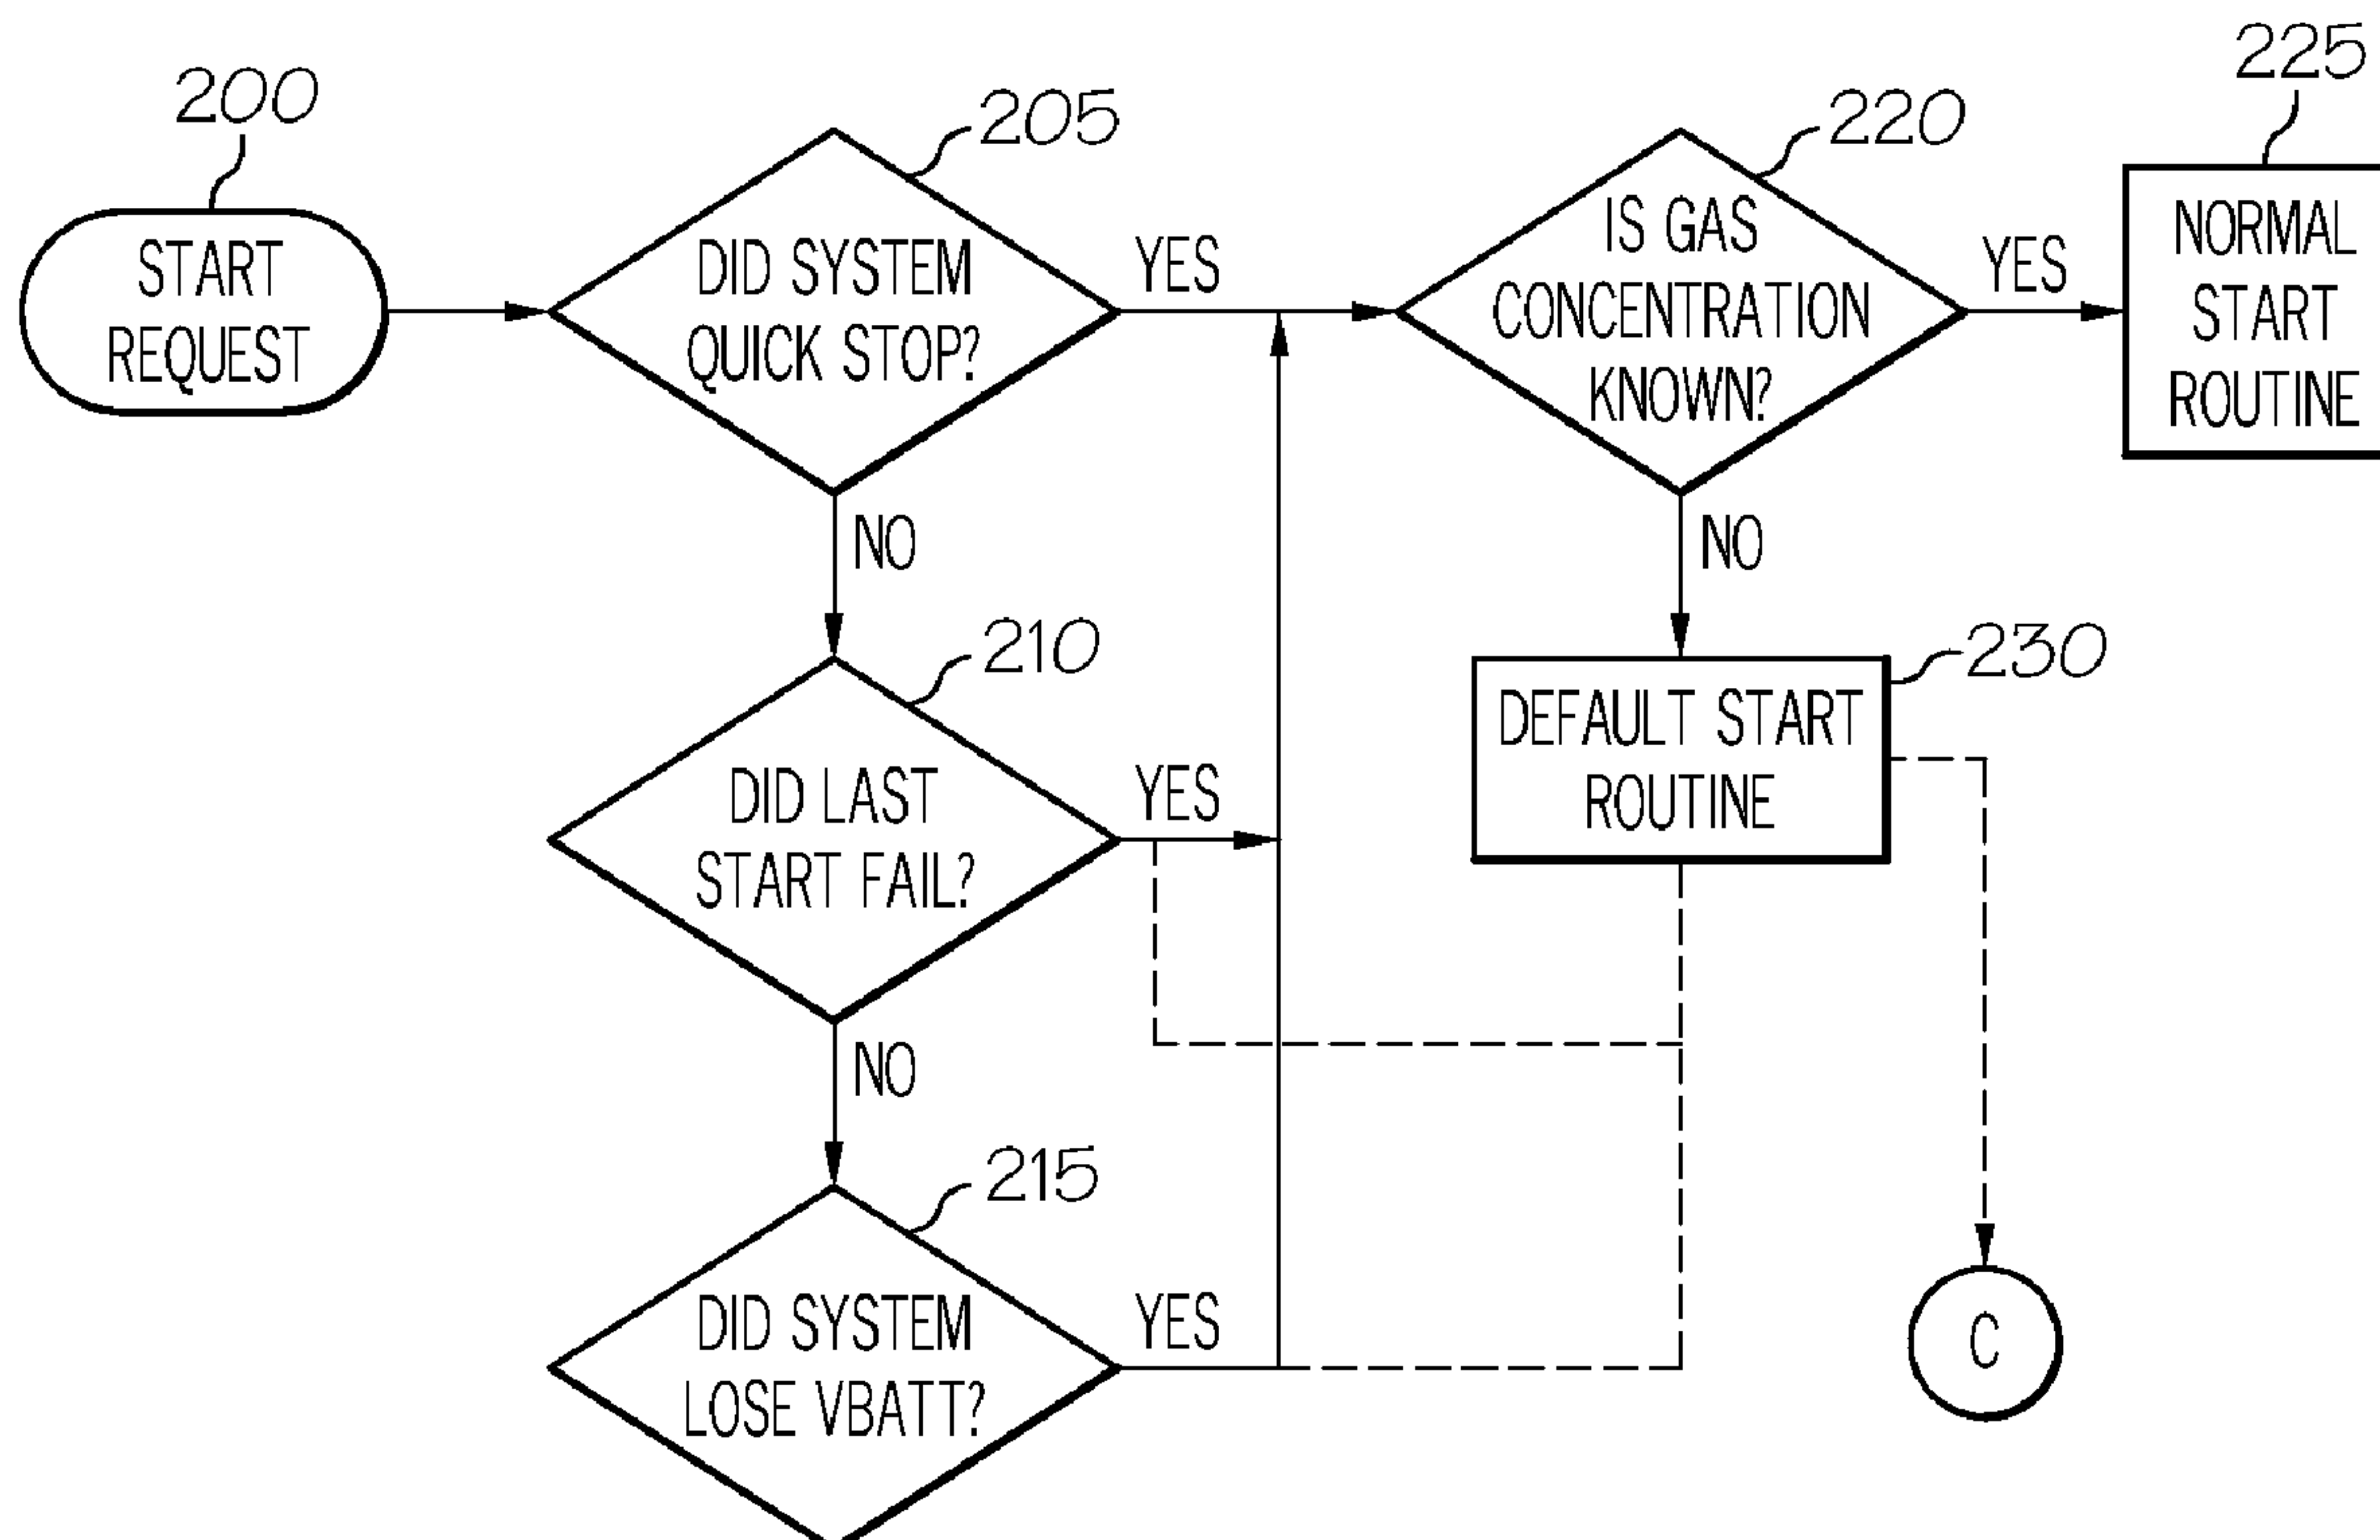 200
START
REQUEST
205
DID SYSTEM
QUICK STOP?
YES
NO
220
IS GAS
CONCENTRATION
KNOWN?
YES
NO
225
NORMAL
START
ROUTINE
210
DID LAST
START FAIL?
YES
NO
230
DEFAULT START
ROUTINE
215
DID SYSTEM
LOSE VBATT?
YES
C